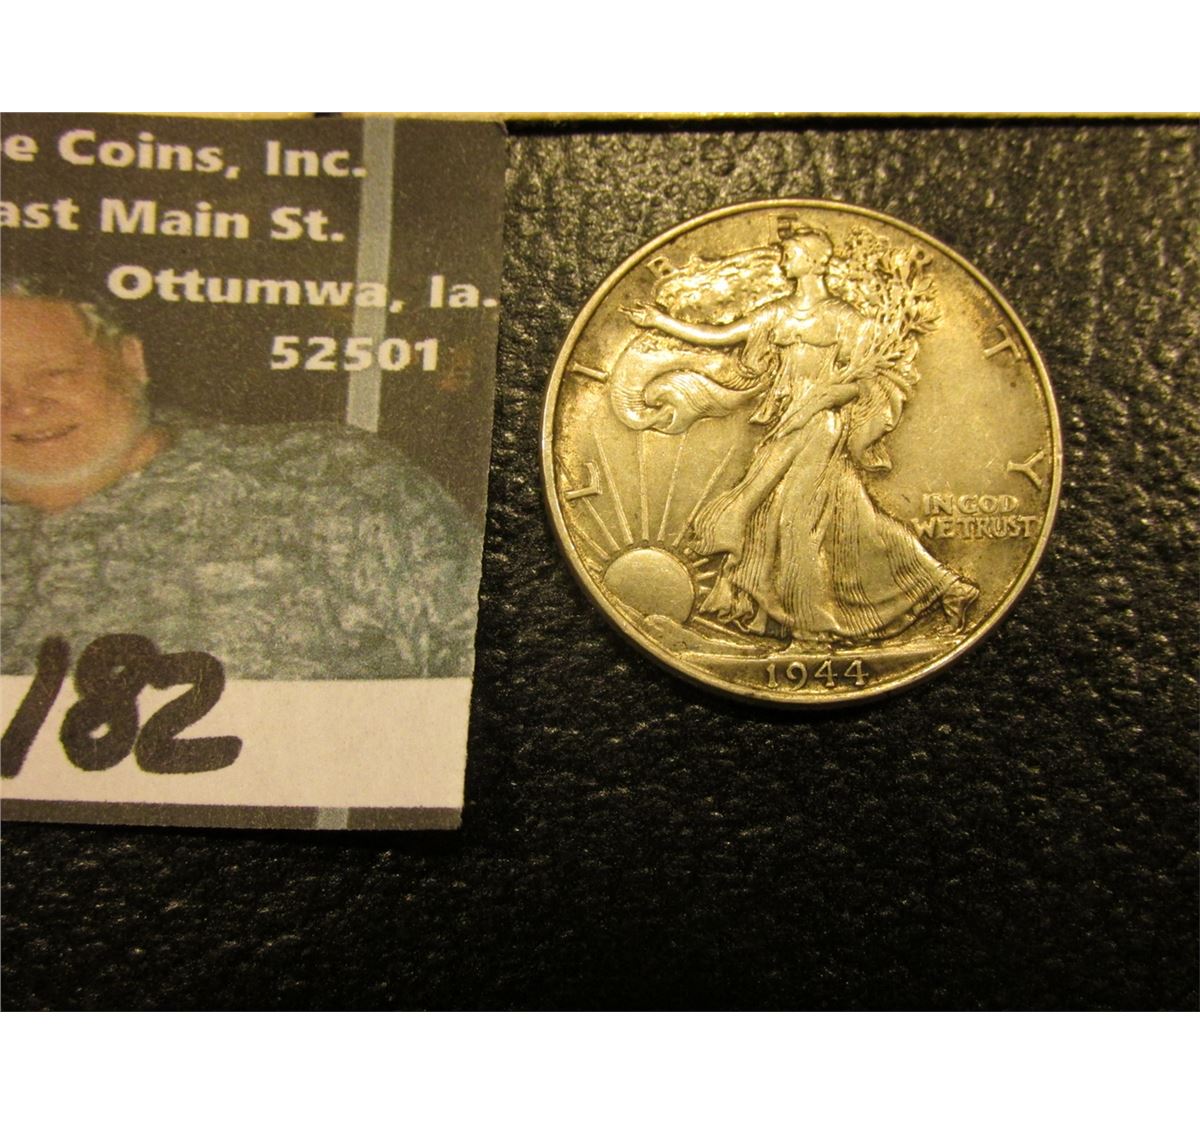 e Coins, Inc.
ast Main St.
Ottumwa, Ia.
52501
182
LIBERTY
IN GOD
WE TRUST
1944